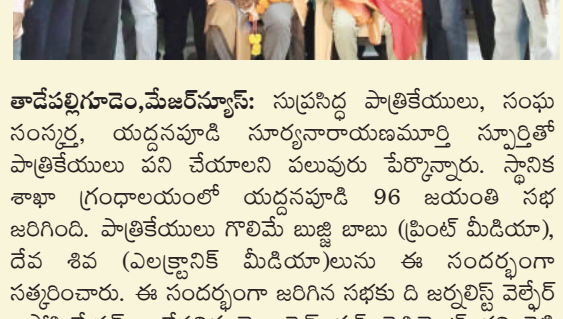 తాడేపల్లిగూడెం,మేజర్‌న్యూస్: సుప్రసిద్ధ పాత్రికేయులు, సంఘ
సంస్కర్త, యద్దనపూడి సూర్యనారాయణమూర్తి స్ఫూర్తితో
పాత్రికేయులు పని చేయాలని పలువురు పేర్కొన్నారు. స్థానిక
శాఖా గ్రంధాలయంలో యద్దనపూడి 96 జయంతి సభ
జరిగింది. పాత్రికేయులు గొలిమే బుజ్జి బాబు (ప్రింట్ మీడియా),
దేవ శివ (ఎలక్ట్రానిక్ మీడియా)లును ఈ సందర్భంగా
సత్కరించారు. ఈ సందర్భంగా జరిగిన సభకు ది జర్నలిస్ట్ వెల్ఫేర్